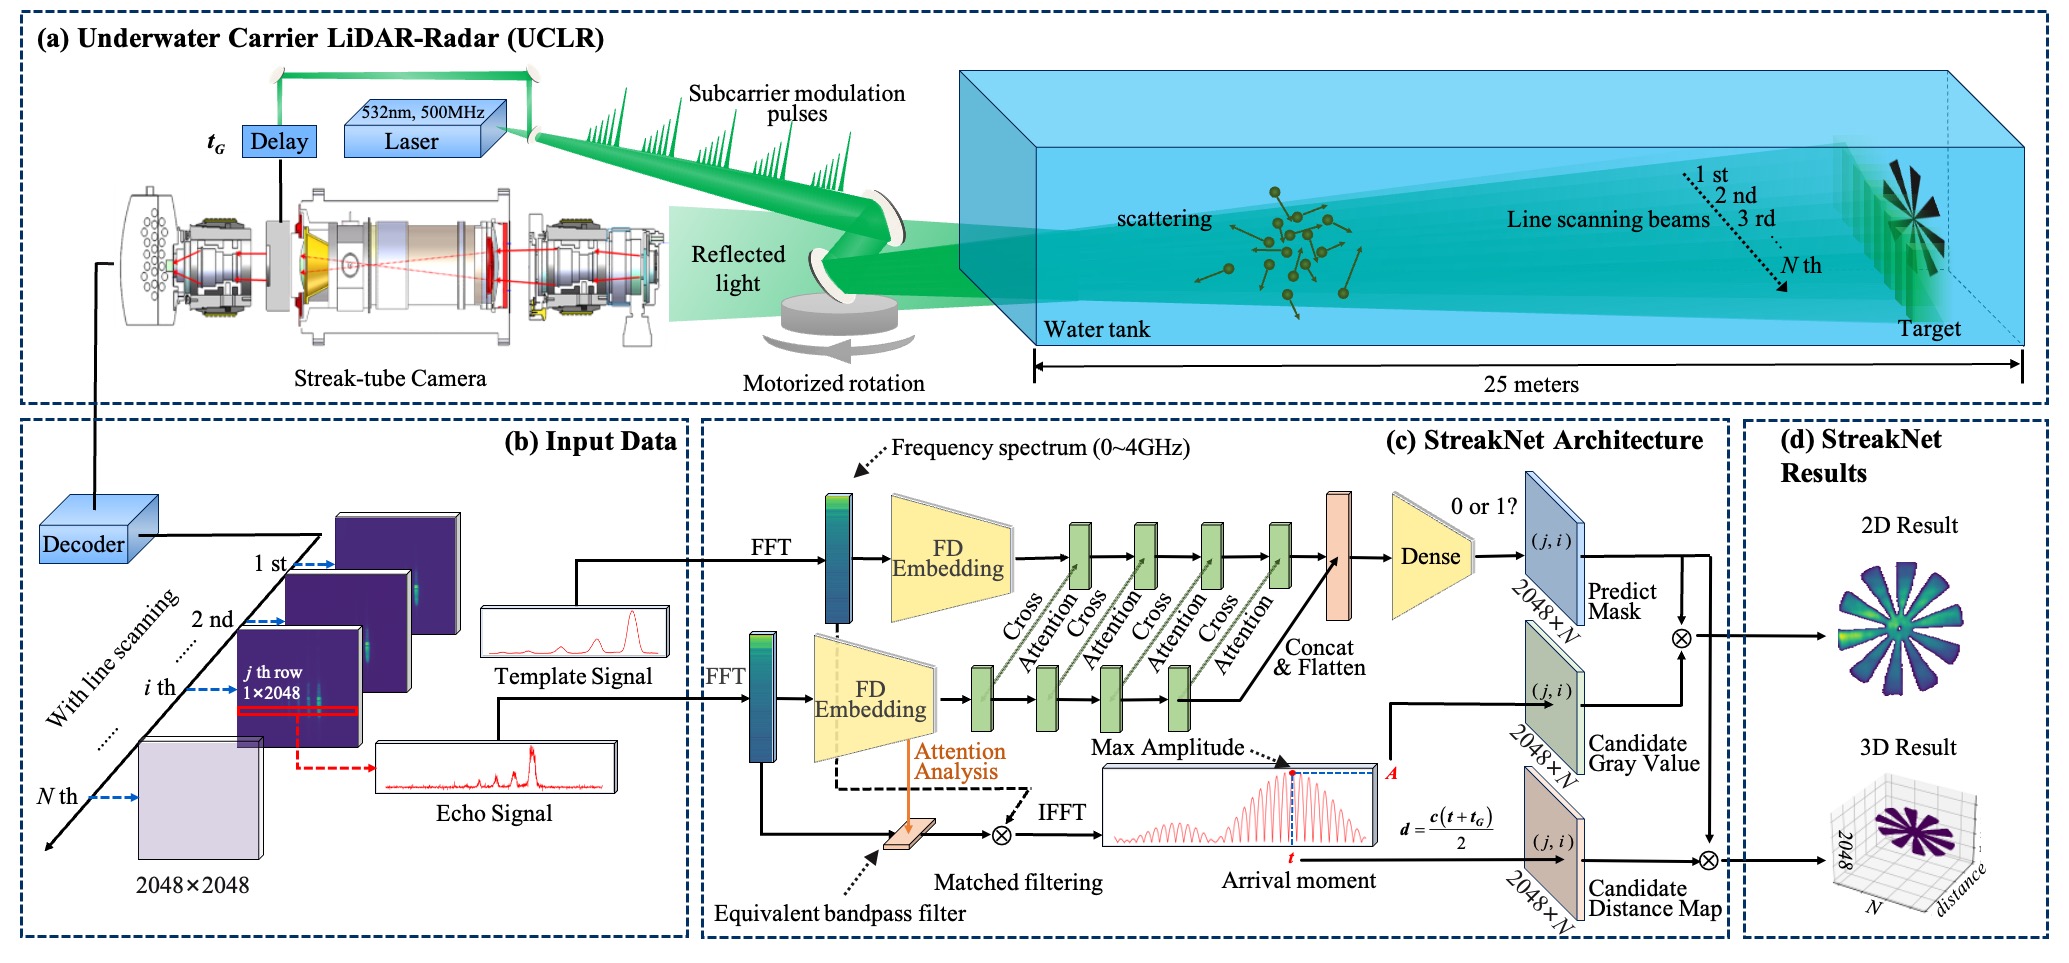 (a) Underwater Carrier LiDAR-Radar (UCLR)
532nm, 500MHz
Laser
t_G
Delay
Subcarrier modulation
pulses
Reflected
light
scattering
Line scanning beams
1 st
2 nd
3 rd
...
N th
Water tank
Target
Streak-tube Camera
Motorized rotation
25 meters
(b) Input Data
Decoder
With line scanning
1 st
2 nd
......
i th
......
N th
j th row
1×2048
2048×2048
Template Signal
Echo Signal
(c) StreakNet Architecture
Frequency spectrum (0~4GHz)
FFT
FFT
FD
Embedding
FD
Embedding
Cross
Attention
Cross
Attention
Cross
Attention
Cross
Attention
Concat
& Flatten
Dense
0 or 1?
(j, i)
2048×N
Predict
Mask
(j, i)
2048×N
Candidate
Gray Value
(j, i)
2048×N
Candidate
Distance Map
Attention
Analysis
Max Amplitude
A
IFFT
t
d = c(t + t_G) / 2
Arrival moment
Matched filtering
Equivalent bandpass filter
(d) StreakNet
Results
2D Result
3D Result
2048
N
distance